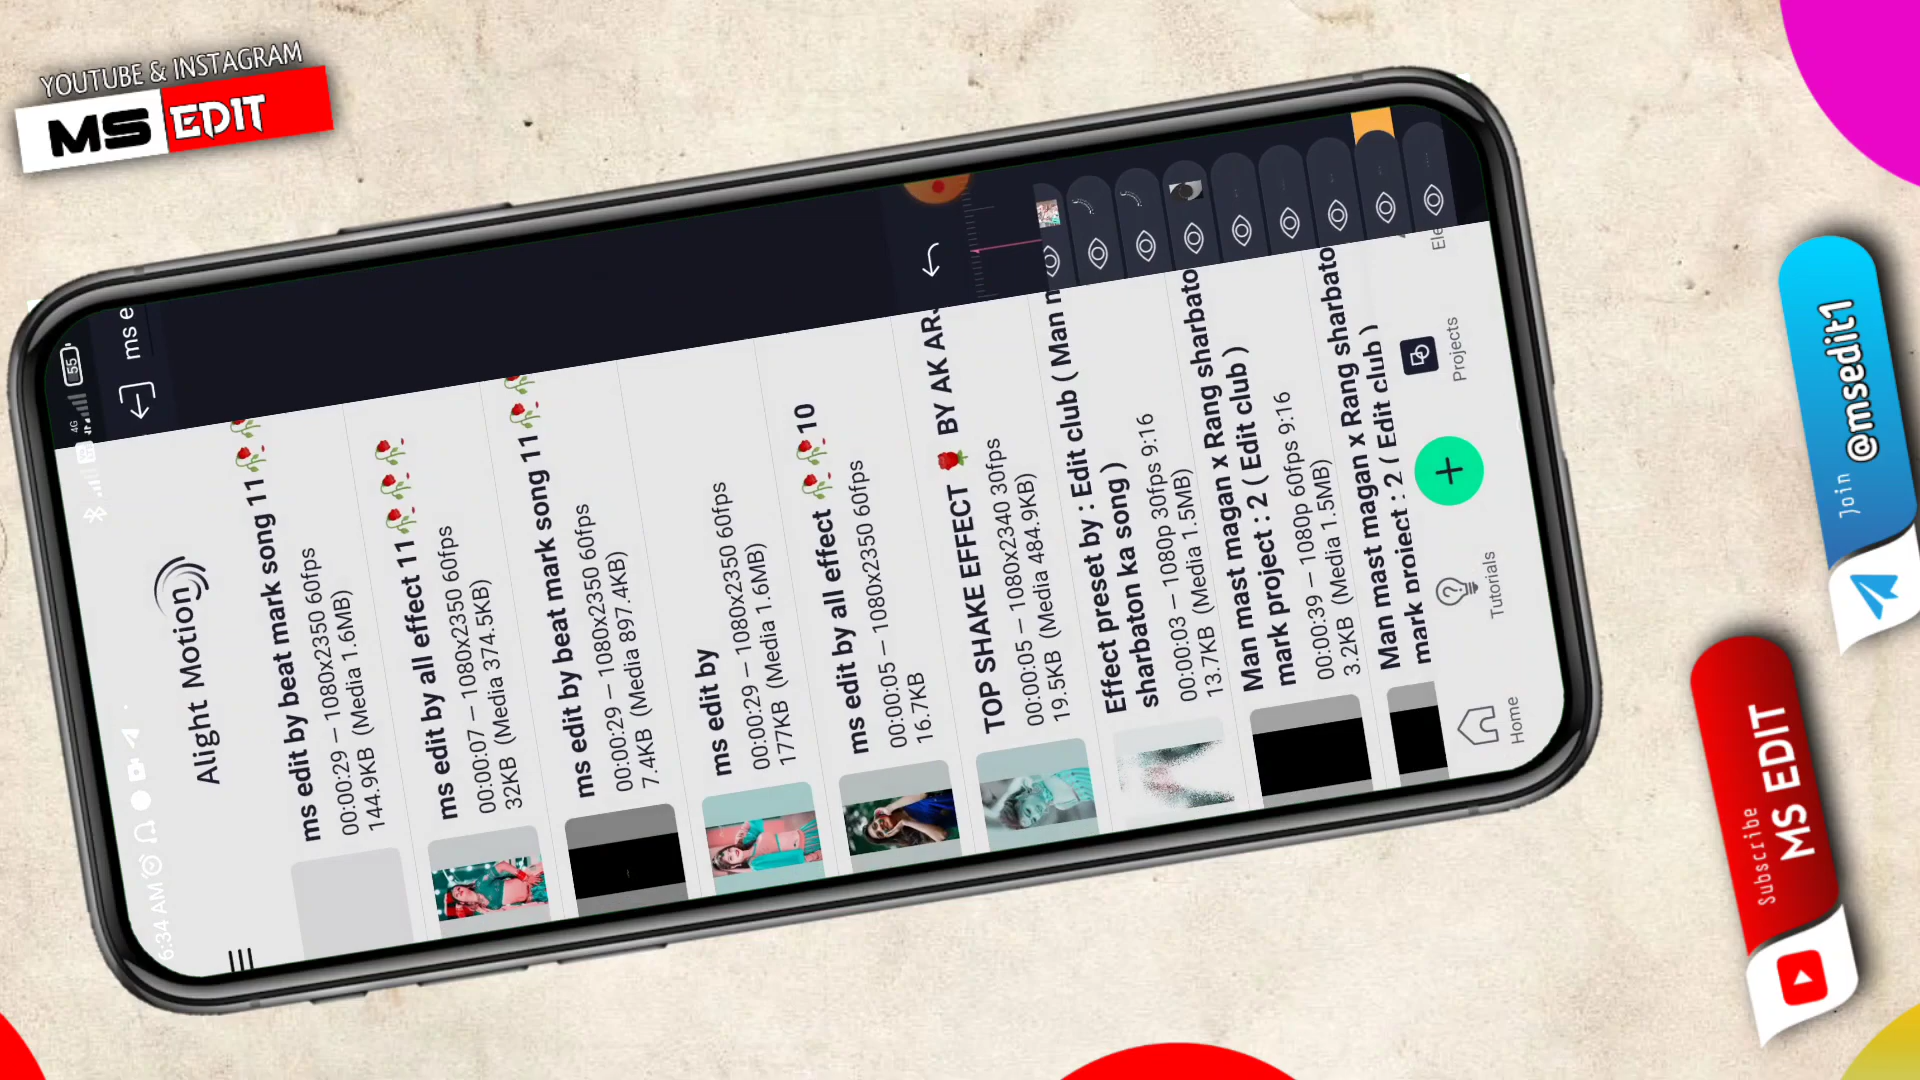 YOUTUBE & INSTAGRAM
MS EDIT
6:34 AM
4G
55
ms e
Alight Motion
ms edit by beat mark song 11🥀🥀
00:00:29 – 1080x2350 60fps
144.9KB (Media 1.6MB)
ms edit by all effect 11🥀🥀🥀
00:00:07 – 1080x2350 60fps
32KB (Media 374.5KB)
ms edit by beat mark song 11🥀🥀
00:00:29 – 1080x2350 60fps
7.4KB (Media 897.4KB)
ms edit by
00:00:29 – 1080x2350 60fps
177KB (Media 1.6MB)
ms edit by all effect 🥀🥀10
00:00:05 – 1080x2350 60fps
16.7KB
TOP SHAKE EFFECT 🌹 BY AK AR
00:00:05 – 1080x2340 30fps
19.5KB (Media 484.9KB)
Effect preset by : Edit club ( Man m
sharbaton ka song )
00:00:03 – 1080p 30fps 9:16
13.7KB (Media 1.5MB)
Man mast magan x Rang sharbato
mark project : 2 ( Edit club )
00:00:39 – 1080p 60fps 9:16
3.2KB (Media 1.5MB)
Man mast magan x Rang sharbato
mark project : 2 ( Edit club )
Home
Tutorials
Projects
Ele
Join @msedit1
Subscribe
MS EDIT